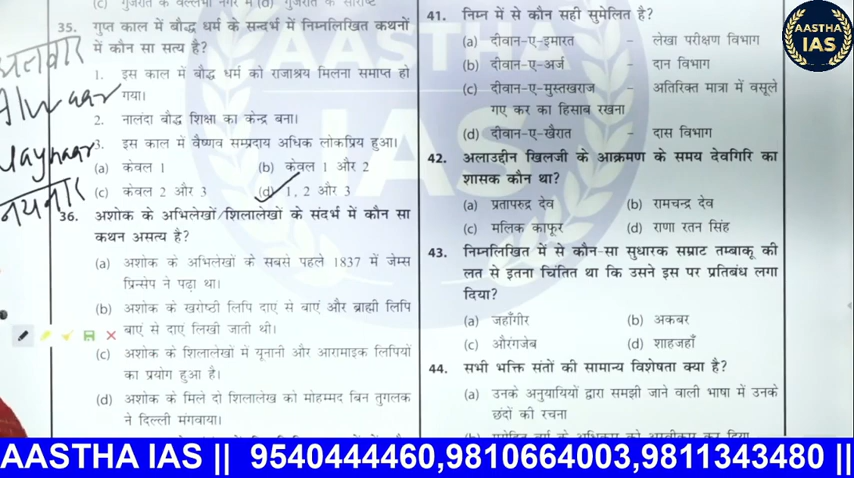 (c) गुजरात के वल्लभी नगर में (d) गुजरात के सौराष्ट
35. गुप्त काल में बौद्ध धर्म के सन्दर्भ में निम्नलिखित कथनों
में कौन सा सत्य है?
1. इस काल में बौद्ध धर्म को राजाश्रय मिलना समाप्त हो
गया।
2. नालंदा बौद्ध शिक्षा का केन्द्र बना।
3. इस काल में वैष्णव सम्प्रदाय अधिक लोकप्रिय हुआ।
(a) केवल 1 (b) केवल 1 और 2
(c) केवल 2 और 3 (d) 1, 2 और 3
नयनार
36. अशोक के अभिलेखों/शिलालेखों के संदर्भ में कौन सा
कथन असत्य है?
(a) अशोक के अभिलेखों के सबसे पहले 1837 में जेम्स
प्रिन्सेप ने पढ़ा था।
(b) अशोक के खरोष्ठी लिपि दाएं से बाएं और ब्राह्मी लिपि
बाएं से दाएं लिखी जाती थी।
(c) अशोक के शिलालेखों में यूनानी और आरामाइक लिपियों
का प्रयोग हुआ है।
(d) अशोक के मिले दो शिलालेख को मोहम्मद बिन तुगलक
ने दिल्ली मंगवाया।
41. निम्न में से कौन सही सुमेलित है?
(a) दीवान-ए-इमारत – लेखा परीक्षण विभाग
(b) दीवान-ए-अर्ज – दान विभाग
(c) दीवान-ए-मुस्तखराज – अतिरिक्त मात्रा में वसूले
गए कर का हिसाब रखना
(d) दीवान-ए-खैरात – दास विभाग
42. अलाउद्दीन खिलजी के आक्रमण के समय देवगिरि का
शासक कौन था?
(a) प्रतापरुद्र देव (b) रामचन्द्र देव
(c) मलिक काफूर (d) राणा रतन सिंह
43. निम्नलिखित में से कौन-सा सुधारक सम्राट तम्बाकू की
लत से इतना चिंतित था कि उसने इस पर प्रतिबंध लगा
दिया?
(a) जहाँगीर (b) अकबर
(c) औरंगजेब (d) शाहजहाँ
44. सभी भक्ति संतों की सामान्य विशेषता क्या है?
(a) उनके अनुयायियों द्वारा समझी जाने वाली भाषा में उनके
छंदों की रचना
AASTHA IAS
AASTHA
IAS
AASTHA IAS || 9540444460,9810664003,9811343480 ||